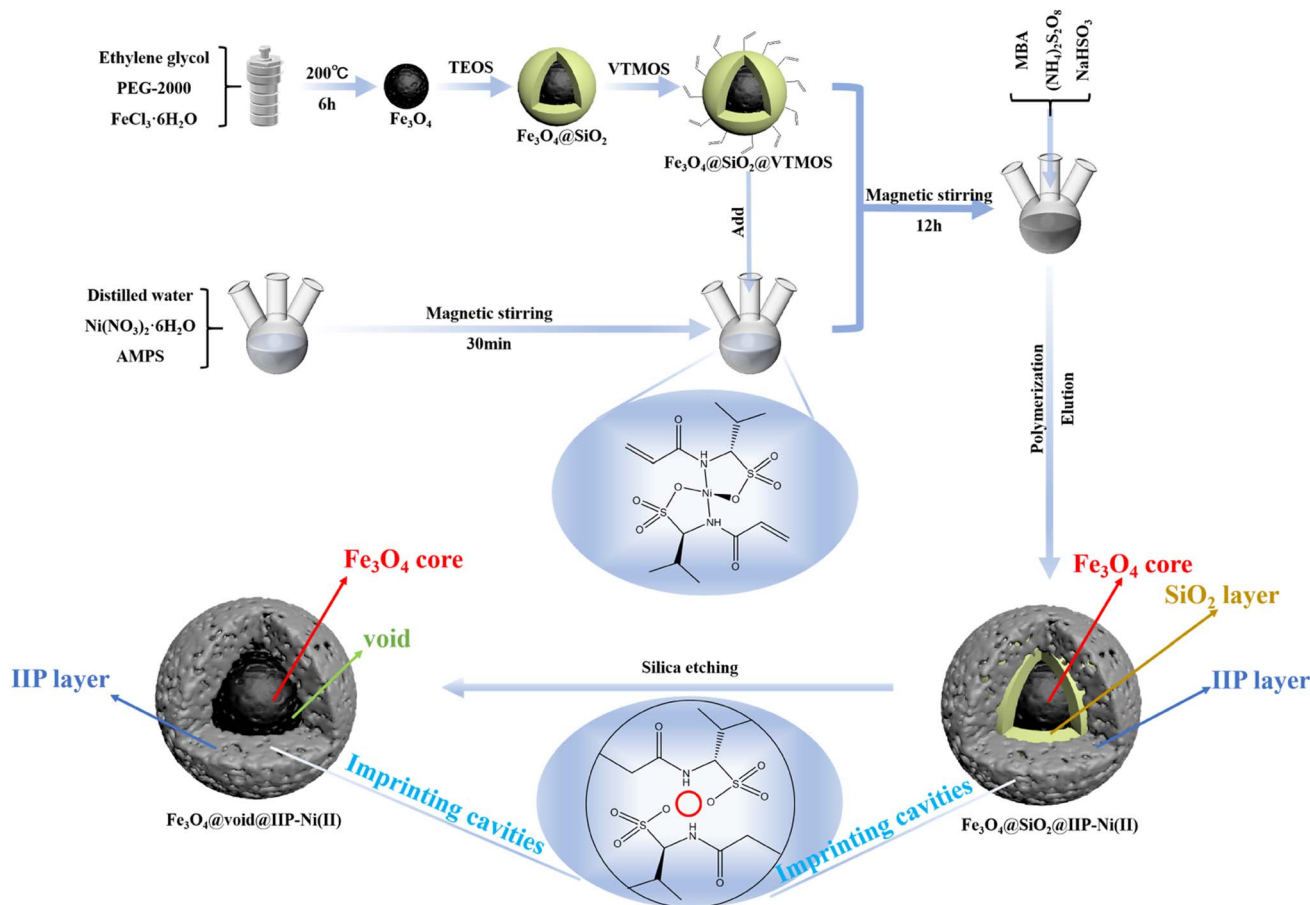 Ethylene glycol
PEG-2000
FeCl₃·6H₂O
200℃
6h
Fe₃O₄
TEOS
Fe₃O₄@SiO₂
VTMOS
Fe₃O₄@SiO₂@VTMOS
MBA
(NH₄)₂S₂O₈
NaHSO₃
Magnetic stirring
12h
Add
Distilled water
Ni(NO₃)₂·6H₂O
AMPS
Magnetic stirring
30min
Polymerization
Elution
O
H
N
O
S
O
O
O
Ni
O
S
O
NH
O
Fe₃O₄ core
void
IIP layer
Fe₃O₄@void@IIP-Ni(II)
Silica etching
Fe₃O₄ core
SiO₂ layer
IIP layer
Fe₃O₄@SiO₂@IIP-Ni(II)
Imprinting cavities
Imprinting cavities
O
N
H
S
O
O
O
O
O
S
O
H
N
O